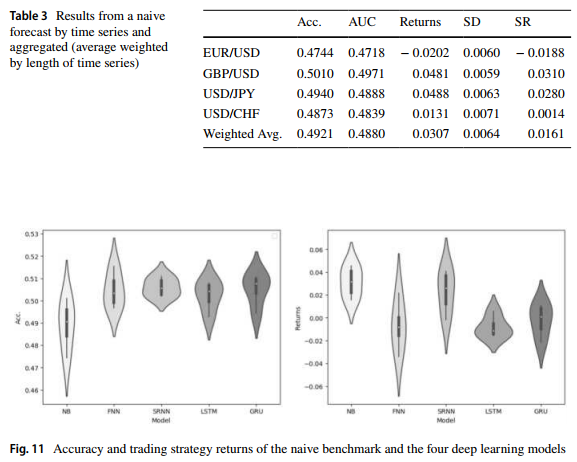 Table 3 Results from a naive
forecast by time series and
aggregated (average weighted
by length of time series)
Acc. AUC Returns SD SR
EUR/USD 0.4744 0.4718 − 0.0202 0.0060 − 0.0188
GBP/USD 0.5010 0.4971 0.0481 0.0059 0.0310
USD/JPY 0.4940 0.4888 0.0488 0.0063 0.0280
USD/CHF 0.4873 0.4839 0.0131 0.0071 0.0014
Weighted Avg. 0.4921 0.4880 0.0307 0.0064 0.0161
0.53
0.52
0.51
0.50
0.49
0.48
0.47
0.46
Acc.
NB FNN SRNN LSTM GRU
Model
0.06
0.04
0.02
0.00
−0.02
−0.04
−0.06
Returns
NB FNN SRNN LSTM GRU
Model
Fig. 11 Accuracy and trading strategy returns of the naive benchmark and the four deep learning models